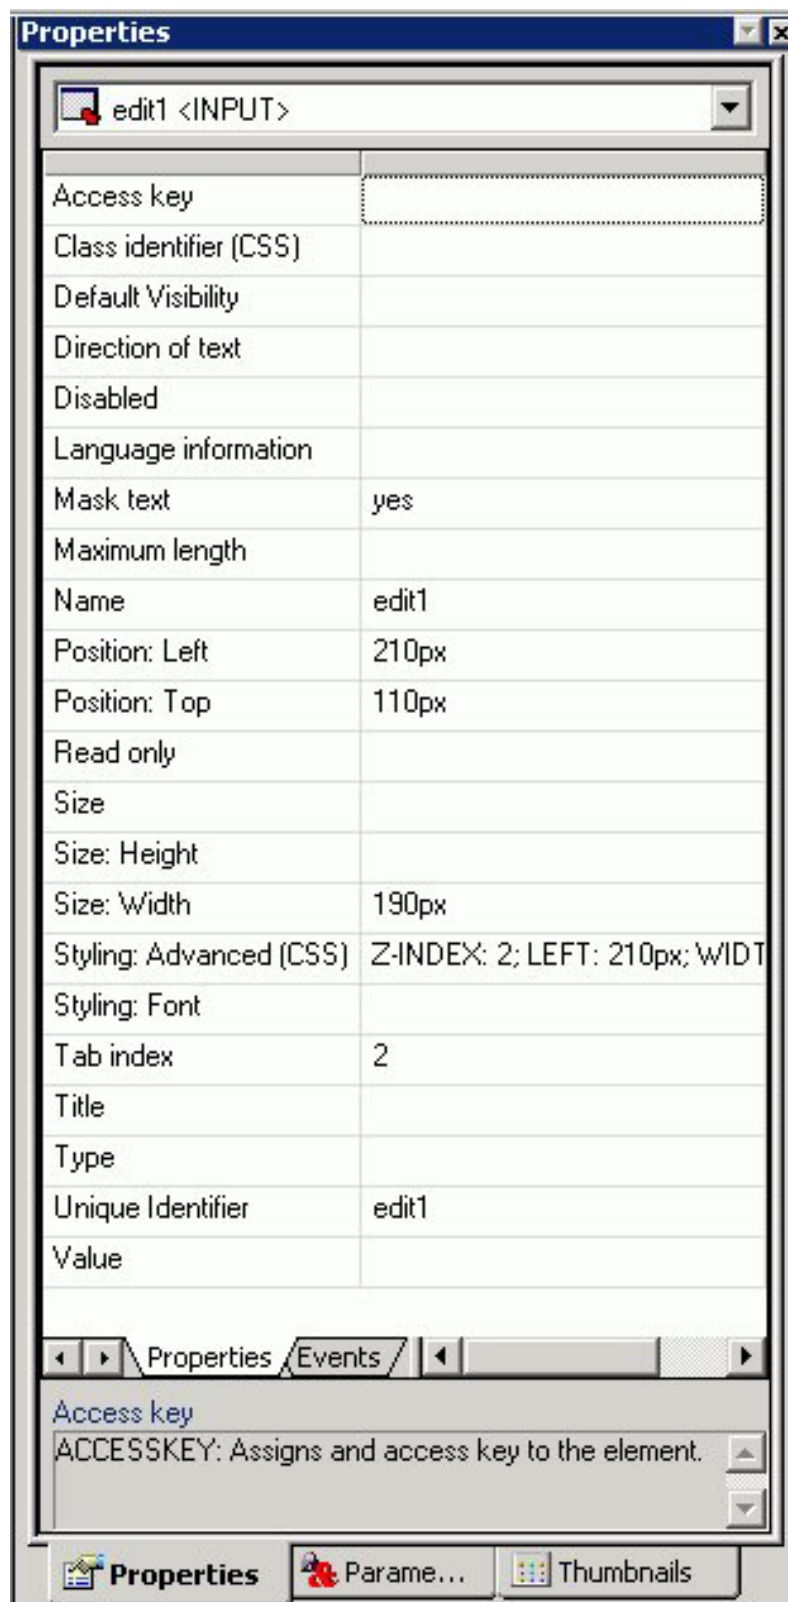 Properties
edit1 <INPUT>
Access key
Class identifier (CSS)
Default Visibility
Direction of text
Disabled
Language information
Mask text yes
Maximum length
Name edit1
Position: Left 210px
Position: Top 110px
Read only
Size
Size: Height
Size: Width 190px
Styling: Advanced (CSS) Z-INDEX: 2; LEFT: 210px; WIDT
Styling: Font
Tab index 2
Title
Type
Unique Identifier edit1
Value
Properties Events
Access key
ACCESSKEY: Assigns and access key to the element.
Properties Parame... Thumbnails